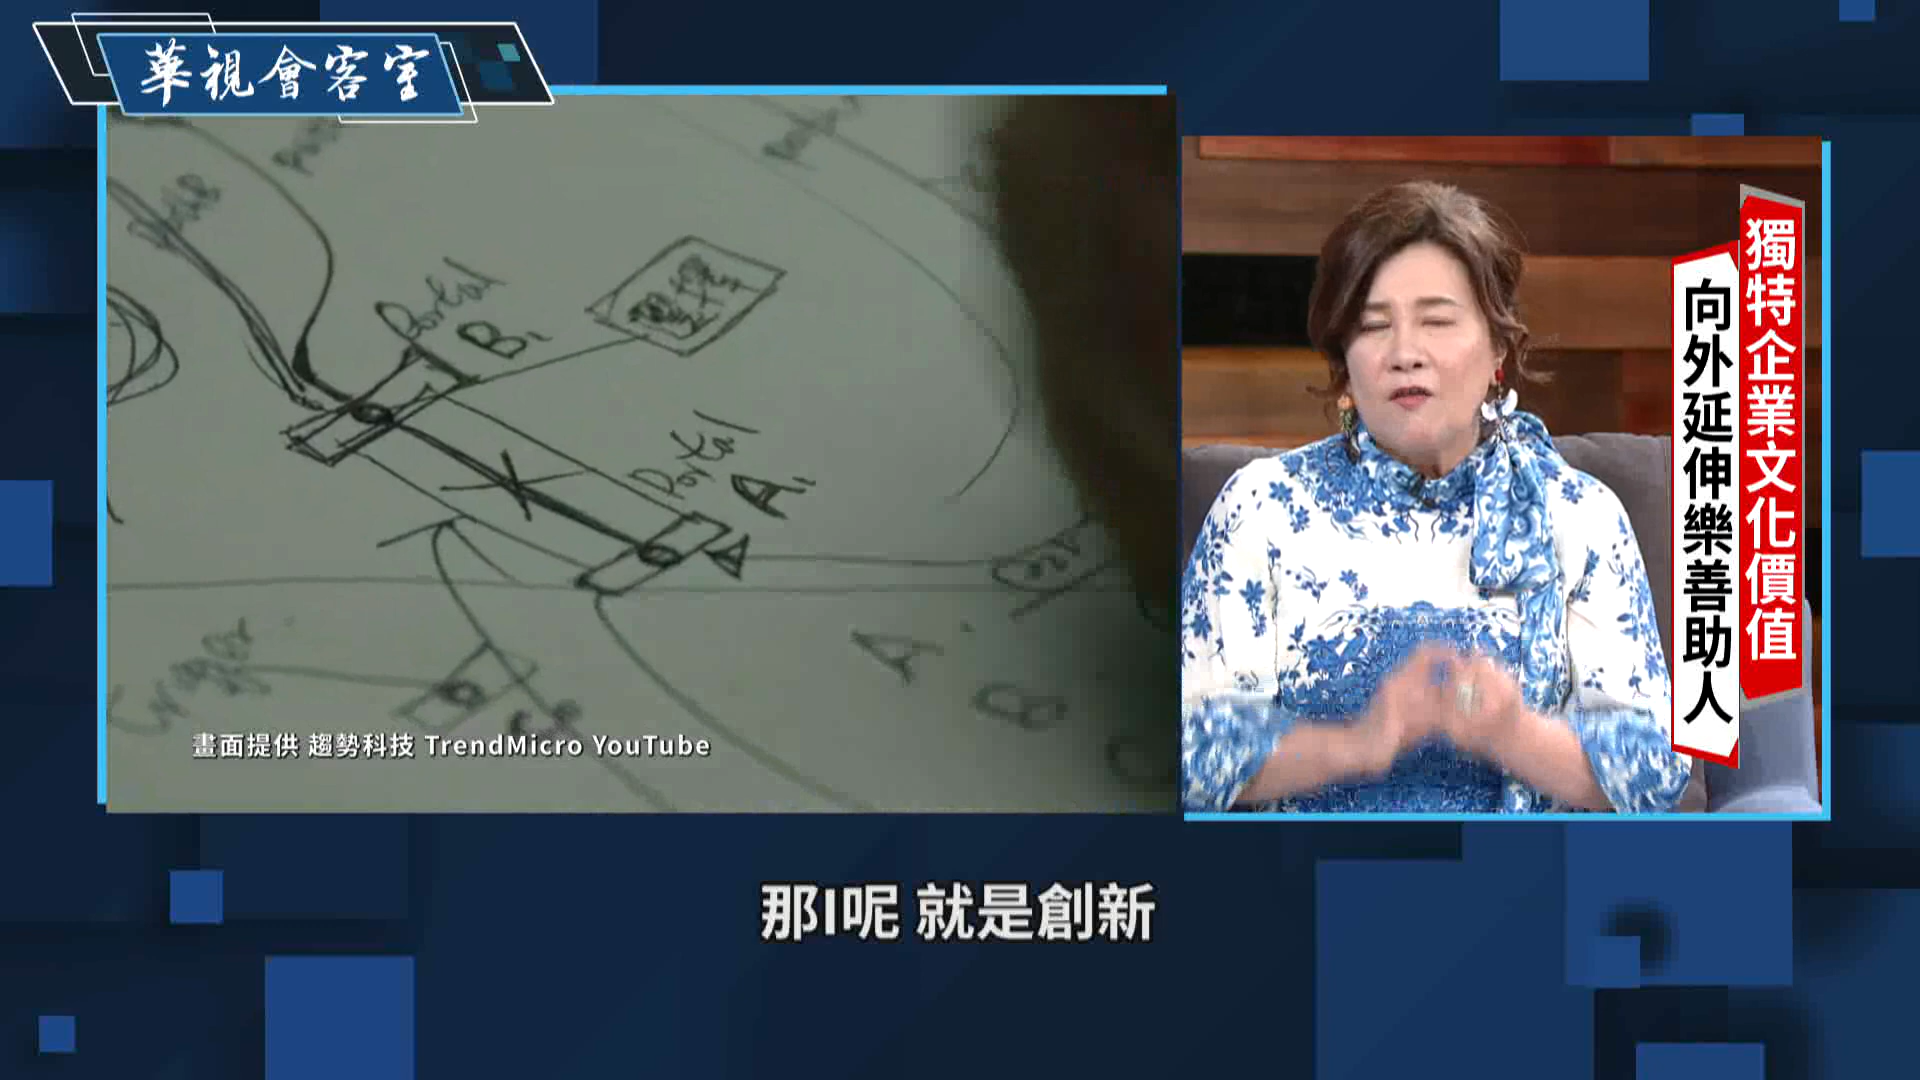 華視會客室
獨特企業文化價值
向外延伸樂善助人
Portal
B1
Portal
A1
A
B
畫面提供 趨勢科技 TrendMicro YouTube
那I呢 就是創新